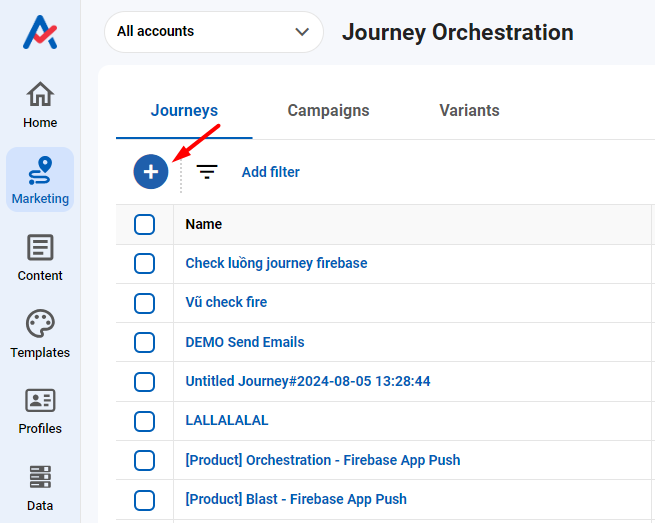 All accounts
Journey Orchestration
Home
Marketing
Content
Templates
Profiles
Data
Journeys
Campaigns
Variants
Add filter
Name
Check luồng journey firebase
Vũ check fire
DEMO Send Emails
Untitled Journey#2024-08-05 13:28:44
LALLALALAL
[Product] Orchestration - Firebase App Push
[Product] Blast - Firebase App Push